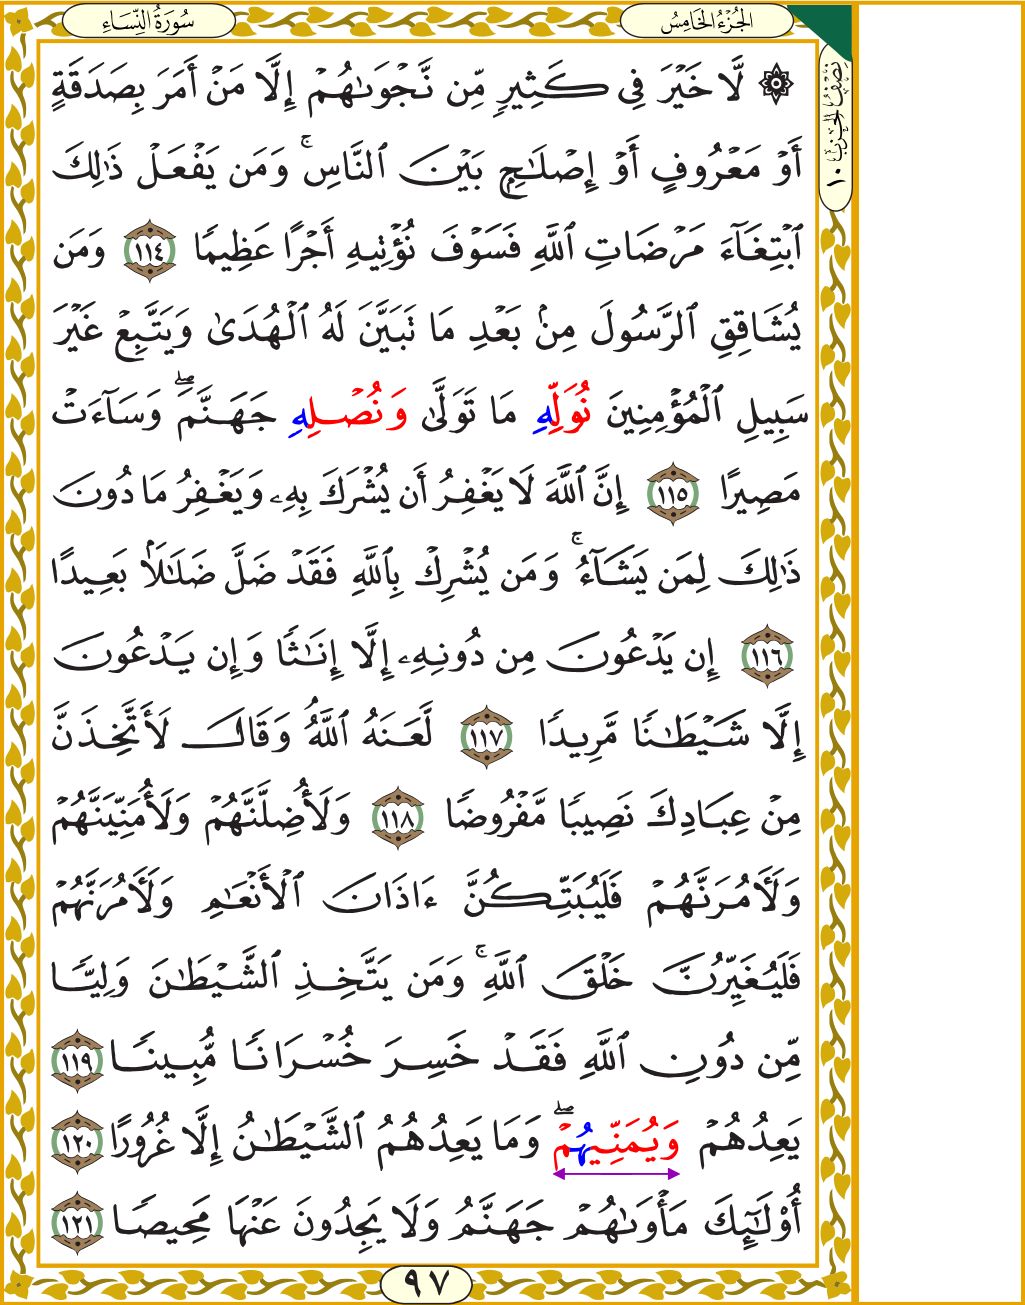 سُورَةُ النِّسَاءِ
الجُزْءُ الخَامِسُ
نِصْفُ الحِزْبِ ١٠
۞ لَّا خَيْرَ فِى كَثِيرٍ مِّن نَّجْوَىٰهُمْ إِلَّا مَنْ أَمَرَ بِصَدَقَةٍ
أَوْ مَعْرُوفٍ أَوْ إِصْلَـٰحٍۭ بَيْنَ ٱلنَّاسِ ۚ وَمَن يَفْعَلْ ذَٰلِكَ
ٱبْتِغَآءَ مَرْضَاتِ ٱللَّهِ فَسَوْفَ نُؤْتِيهِ أَجْرًا عَظِيمًا ١١٤ وَمَن
يُشَاقِقِ ٱلرَّسُولَ مِنۢ بَعْدِ مَا تَبَيَّنَ لَهُ ٱلْهُدَىٰ وَيَتَّبِعْ غَيْرَ
سَبِيلِ ٱلْمُؤْمِنِينَ نُوَلِّهِ مَا تَوَلَّىٰ وَنُصْلِهِ جَهَنَّمَ ۖ وَسَآءَتْ
مَصِيرًا ١١٥ إِنَّ ٱللَّهَ لَا يَغْفِرُ أَن يُشْرَكَ بِهِۦ وَيَغْفِرُ مَا دُونَ
ذَٰلِكَ لِمَن يَشَآءُ ۚ وَمَن يُشْرِكْ بِٱللَّهِ فَقَدْ ضَلَّ ضَلَـٰلًۢا بَعِيدًا
١١٦ إِن يَدْعُونَ مِن دُونِهِۦ إِلَّا إِنَـٰثًا وَإِن يَدْعُونَ
إِلَّا شَيْطَـٰنًا مَّرِيدًا ١١٧ لَّعَنَهُ ٱللَّهُ وَقَالَ لَأَتَّخِذَنَّ
مِنْ عِبَادِكَ نَصِيبًا مَّفْرُوضًا ١١٨ وَلَأُضِلَّنَّهُمْ وَلَأُمَنِّيَنَّهُمْ
وَلَـَٔامُرَنَّهُمْ فَلَيُبَتِّكُنَّ ءَاذَانَ ٱلْأَنْعَـٰمِ وَلَـَٔامُرَنَّهُمْ
فَلَيُغَيِّرُنَّ خَلْقَ ٱللَّهِ ۚ وَمَن يَتَّخِذِ ٱلشَّيْطَـٰنَ وَلِيًّا
مِّن دُونِ ٱللَّهِ فَقَدْ خَسِرَ خُسْرَانًا مُّبِينًا ١١٩
يَعِدُهُمْ وَيُمَنِّيهُمْ ۖ وَمَا يَعِدُهُمُ ٱلشَّيْطَـٰنُ إِلَّا غُرُورًا ١٢٠
أُو۟لَـٰٓئِكَ مَأْوَىٰهُمْ جَهَنَّمُ وَلَا يَجِدُونَ عَنْهَا مَحِيصًا ١٢١
٩٧